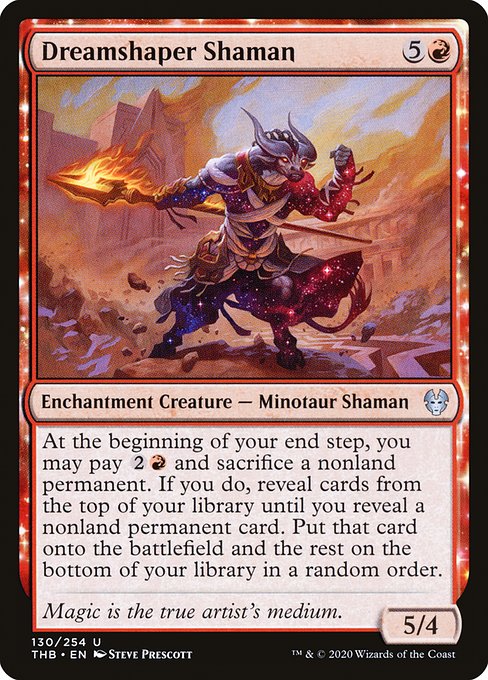 Dreamshaper Shaman 5
Enchantment Creature — Minotaur Shaman
At the beginning of your end step, you
may pay 2 and sacrifice a nonland
permanent. If you do, reveal cards from
the top of your library until you reveal a
nonland permanent card. Put that card
onto the battlefield and the rest on the
bottom of your library in a random order.
Magic is the true artist's medium.
5/4
130/254 U
THB • EN Steve Prescott
™ & © 2020 Wizards of the Coast